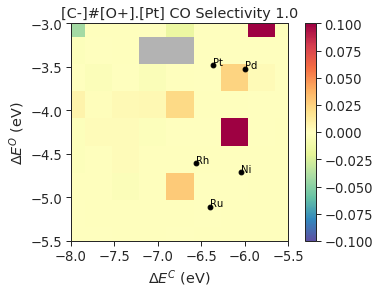 [C-]#[O+].[Pt] CO Selectivity 1.0
−3.0
−3.5
−4.0
−4.5
−5.0
−5.5
ΔE^O (eV)
Pt
Pd
Rh
Ni
Ru
−8.0 −7.5 −7.0 −6.5 −6.0 −5.5
ΔE^C (eV)
0.100
0.075
0.050
0.025
0.000
−0.025
−0.050
−0.075
−0.100